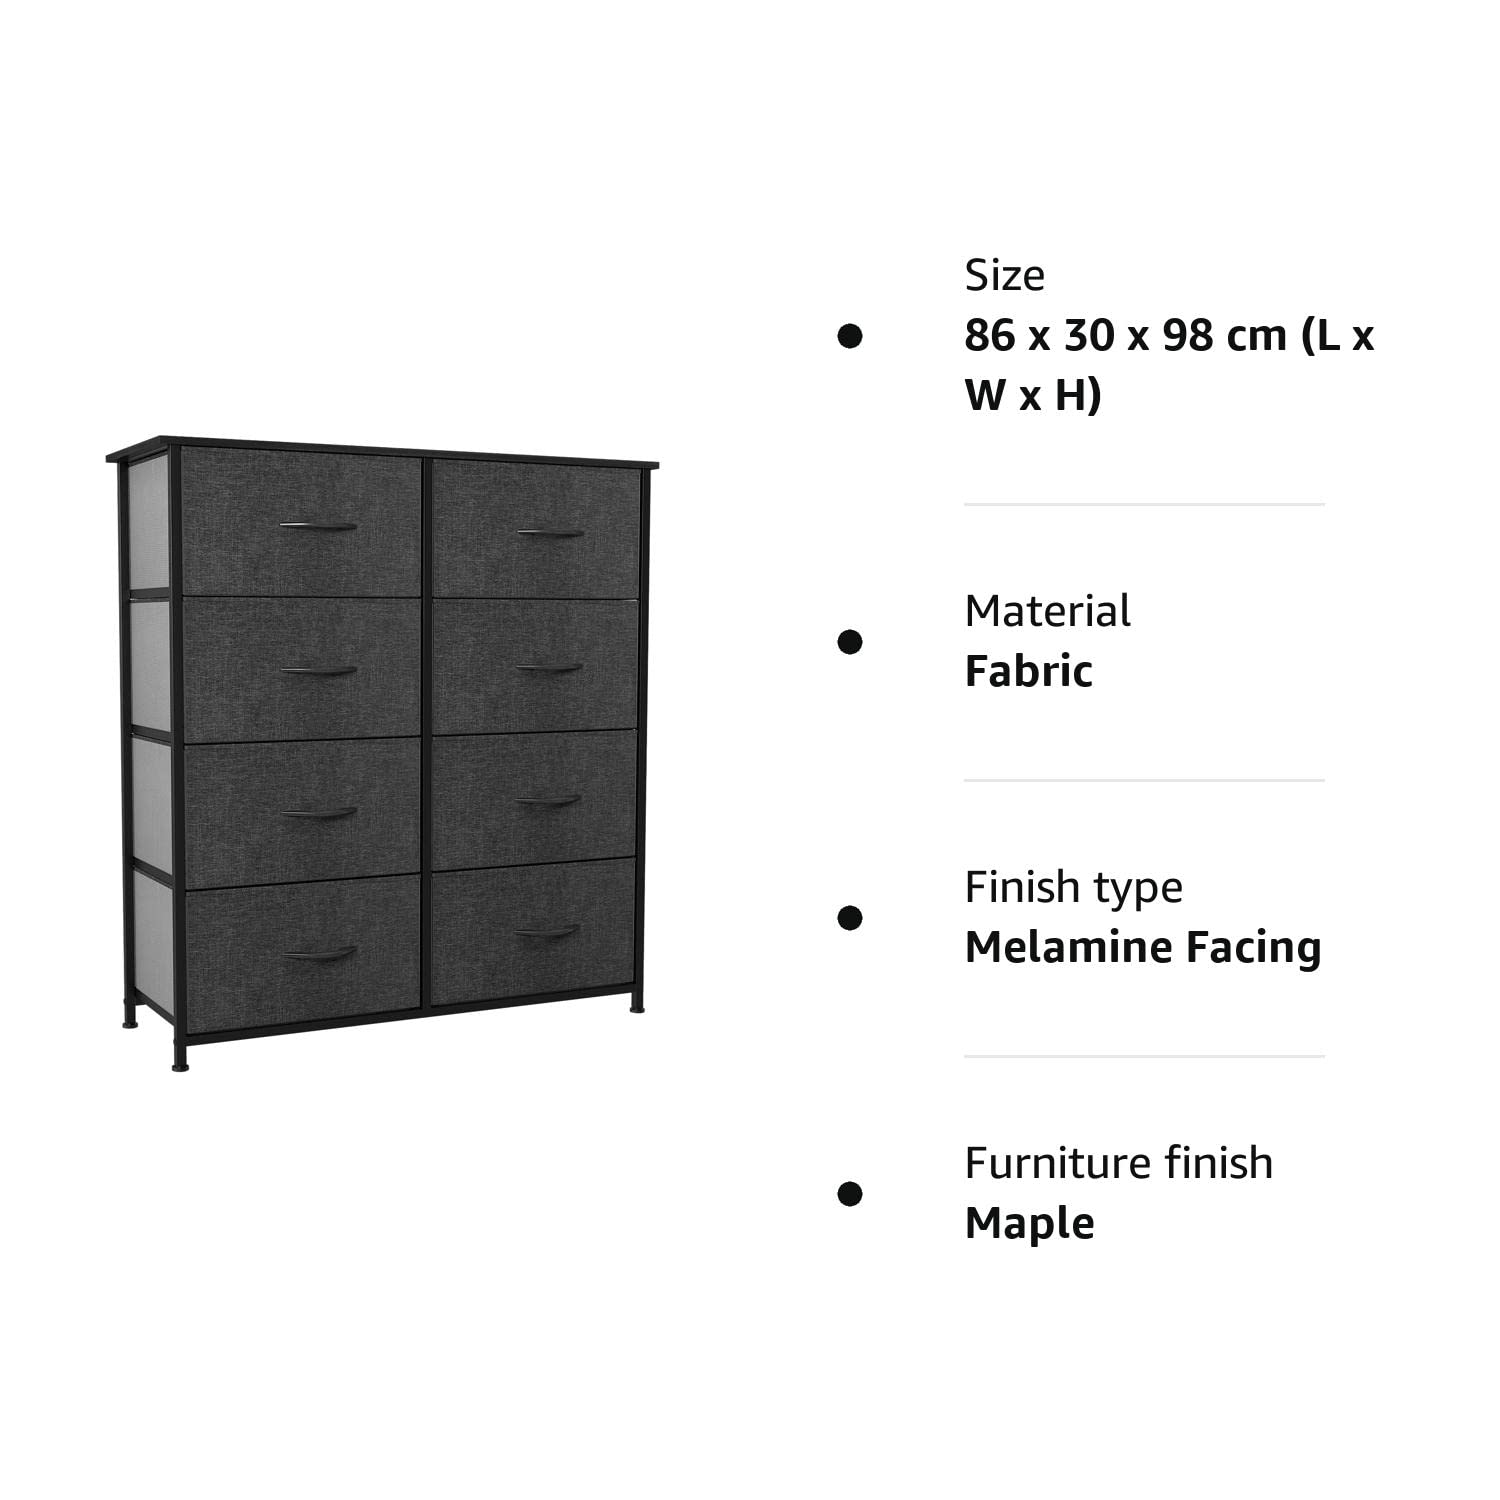 Size
86 x 30 x 98 cm (L x
W x H)
Material
Fabric
Finish type
Melamine Facing
Furniture finish
Maple